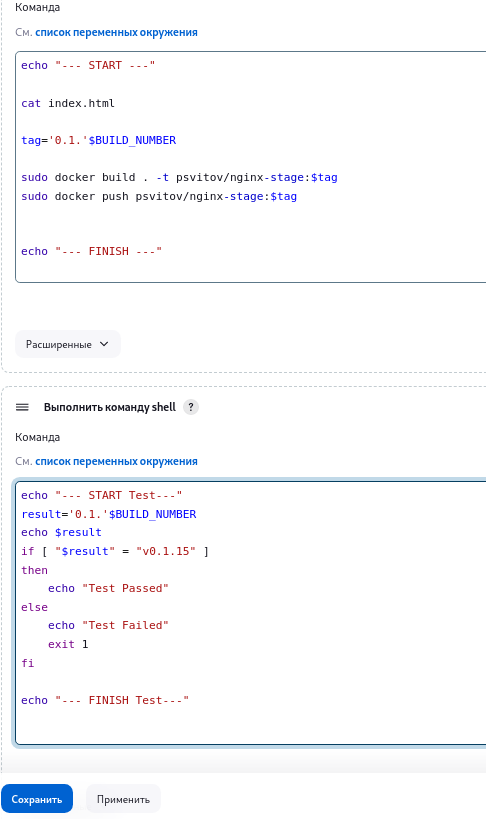 Команда
См. список переменных окружения
echo "--- START ---"
cat index.html
tag='0.1.'$BUILD_NUMBER
sudo docker build . -t psvitov/nginx-stage:$tag
sudo docker push psvitov/nginx-stage:$tag
echo "--- FINISH ---"
Расширенные
Выполнить команду shell ?
Команда
См. список переменных окружения
echo "--- START Test---"
result='0.1.'$BUILD_NUMBER
echo $result
if [ "$result" = "v0.1.15" ]
then
    echo "Test Passed"
else
    echo "Test Failed"
    exit 1
fi
echo "--- FINISH Test---"
Сохранить Применить